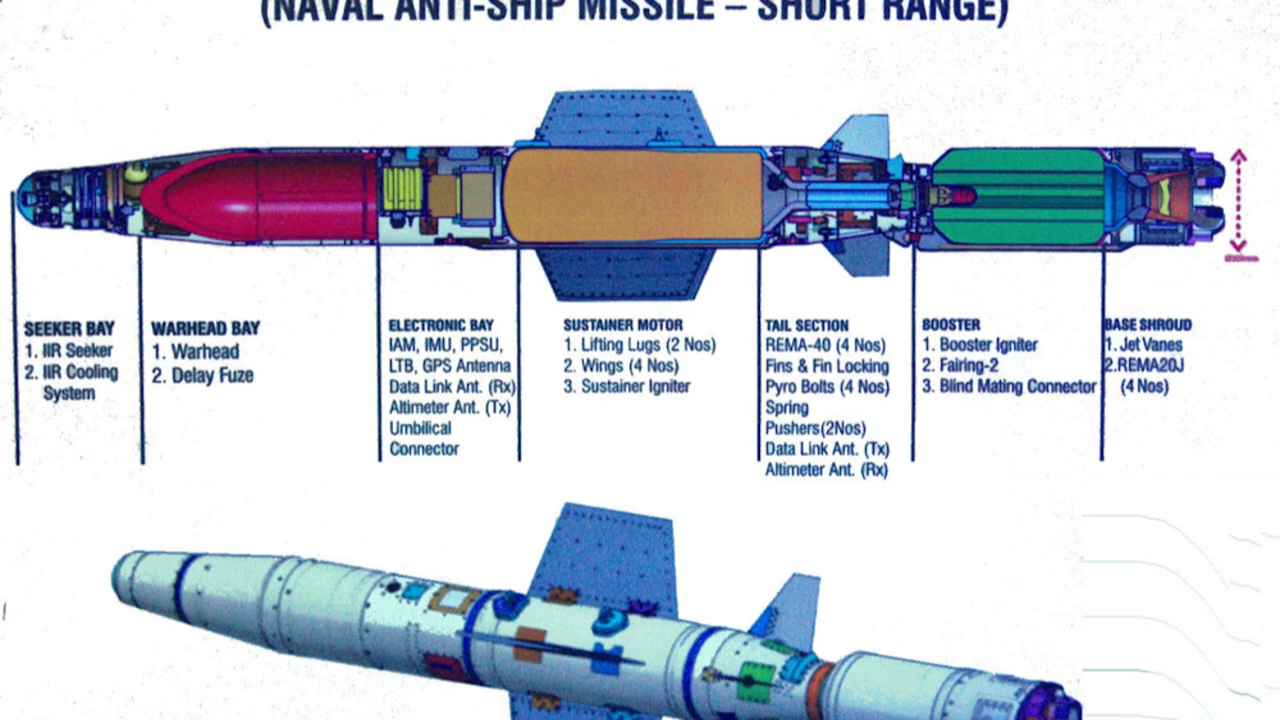 (NAVAL ANTI-SHIP MISSILE – SHORT RANGE)
SEEKER BAY
1. IIR Seeker
2. IIR Cooling
System
WARHEAD BAY
1. Warhead
2. Delay Fuze
ELECTRONIC BAY
IAM, IMU, PPSU,
LTB, GPS Antenna
Data Link Ant. (Rx)
Altimeter Ant. (Tx)
Umbilical
Connector
SUSTAINER MOTOR
1. Lifting Lugs (2 Nos)
2. Wings (4 Nos)
3. Sustainer Igniter
TAIL SECTION
REMA-40 (4 Nos)
Fins & Fin Locking
Pyro Bolts (4 Nos)
Spring
Pushers(2Nos)
Data Link Ant. (Tx)
Altimeter Ant. (Rx)
BOOSTER
1. Booster Igniter
2. Fairing-2
3. Blind Mating Connector
BASE SHROUD
1. Jet Vanes
2.REMA20J
(4 Nos)